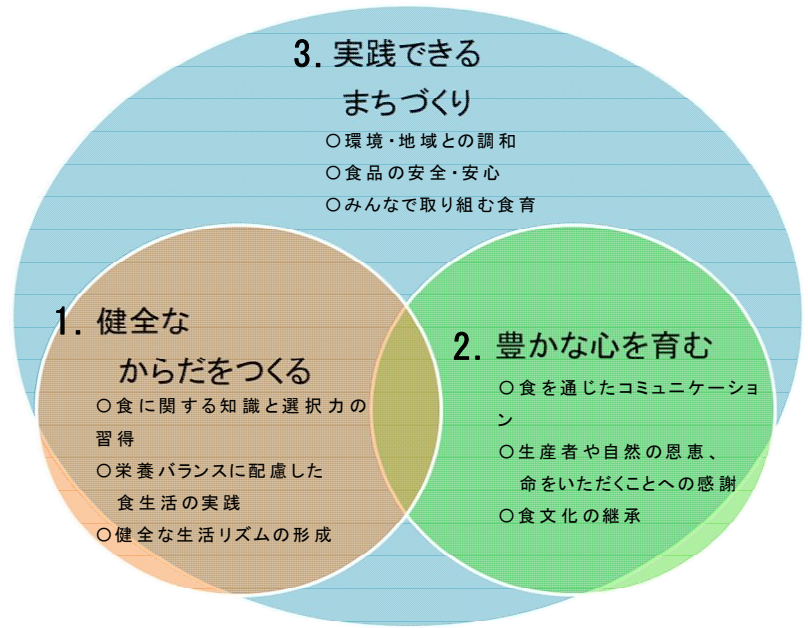 3. 実践できる
まちづくり
○環境・地域との調和
○食品の安全・安心
○みんなで取り組む食育
1. 健全な
からだをつくる
○食に関する知識と選択力の
習得
○栄養バランスに配慮した
食生活の実践
○健全な生活リズムの形成
2. 豊かな心を育む
○食を通じたコミュニケーショ
ン
○生産者や自然の恩恵、
命をいただくことへの感謝
○食文化の継承